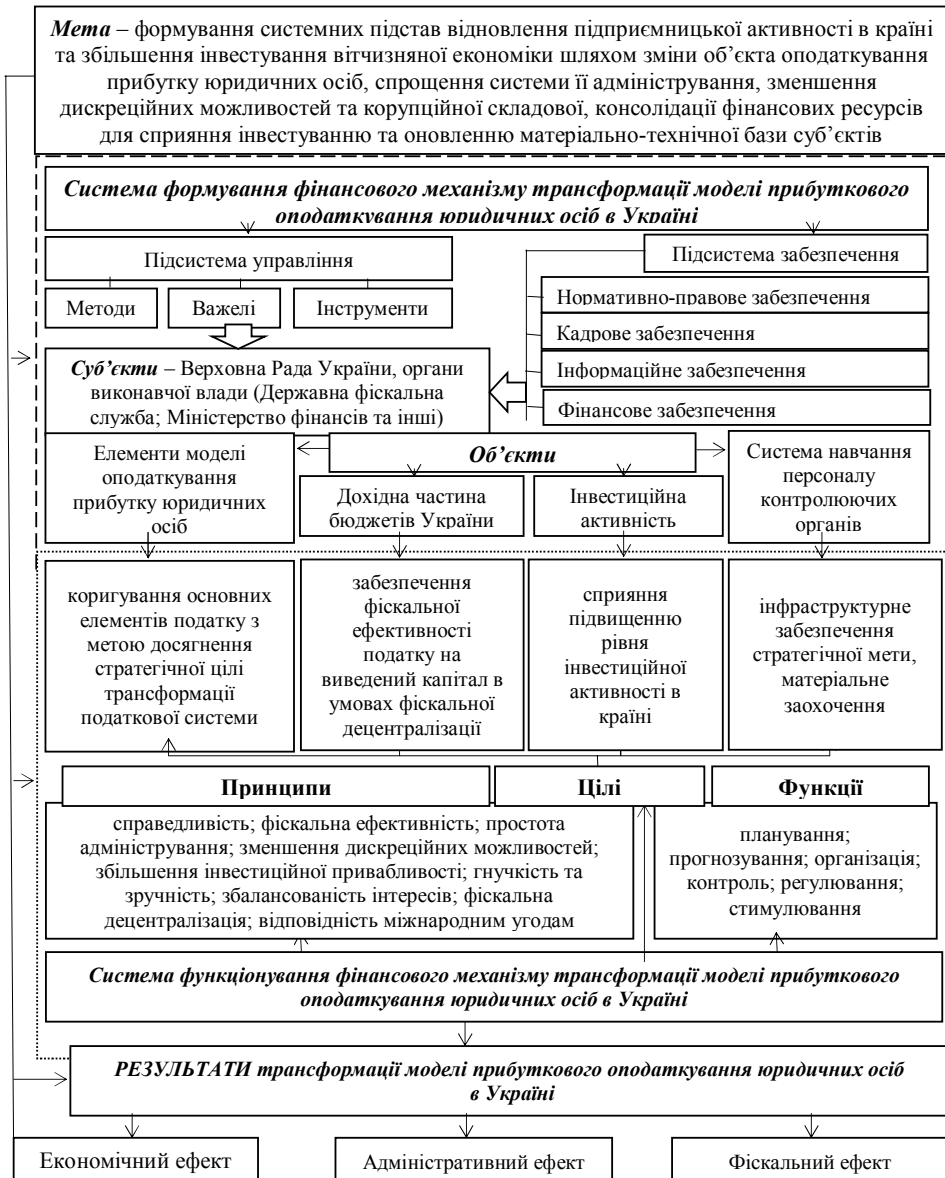 Мета – формування системних підстав відновлення підприємницької активності в країні
та збільшення інвестування вітчизняної економіки шляхом зміни об’єкта оподаткування
прибутку юридичних осіб, спрощення системи її адміністрування, зменшення
дискреційних можливостей та корупційної складової, консолідації фінансових ресурсів
для сприяння інвестуванню та оновленню матеріально-технічної бази суб’єктів
Система формування фінансового механізму трансформації моделі прибуткового
оподаткування юридичних осіб в Україні
Підсистема управління
Методи
Важелі
Інструменти
Підсистема забезпечення
Нормативно-правове забезпечення
Кадрове забезпечення
Інформаційне забезпечення
Фінансове забезпечення
Суб’єкти – Верховна Рада України, органи
виконавчої влади (Державна фіскальна
служба; Міністерство фінансів та інші)
Об’єкти
Елементи моделі
оподаткування
прибутку юридичних
осіб
Дохідна частина
бюджетів України
Інвестиційна
активність
Система навчання
персоналу
контролюючих
органів
коригування основних
елементів податку з
метою досягнення
стратегічної цілі
трансформації
податкової системи
забезпечення
фіскальної
ефективності
податку на
виведений капітал в
умовах фіскальної
децентралізації
сприяння
підвищенню
рівня
інвестиційної
активності в
країні
інфраструктурне
забезпечення
стратегічної мети,
матеріальне
заохочення
Принципи
Цілі
Функції
справедливість; фіскальна ефективність; простота
адміністрування; зменшення дискреційних можливостей;
збільшення інвестиційної привабливості; гнучкість та
зручність; збалансованість інтересів; фіскальна
децентралізація; відповідність міжнародним угодам
планування;
прогнозування; організація;
контроль; регулювання;
стимулювання
Система функціонування фінансового механізму трансформації моделі прибуткового
оподаткування юридичних осіб в Україні
РЕЗУЛЬТАТИ трансформації моделі прибуткового оподаткування юридичних осіб
в Україні
Економічний ефект
Адміністративний ефект
Фіскальний ефект